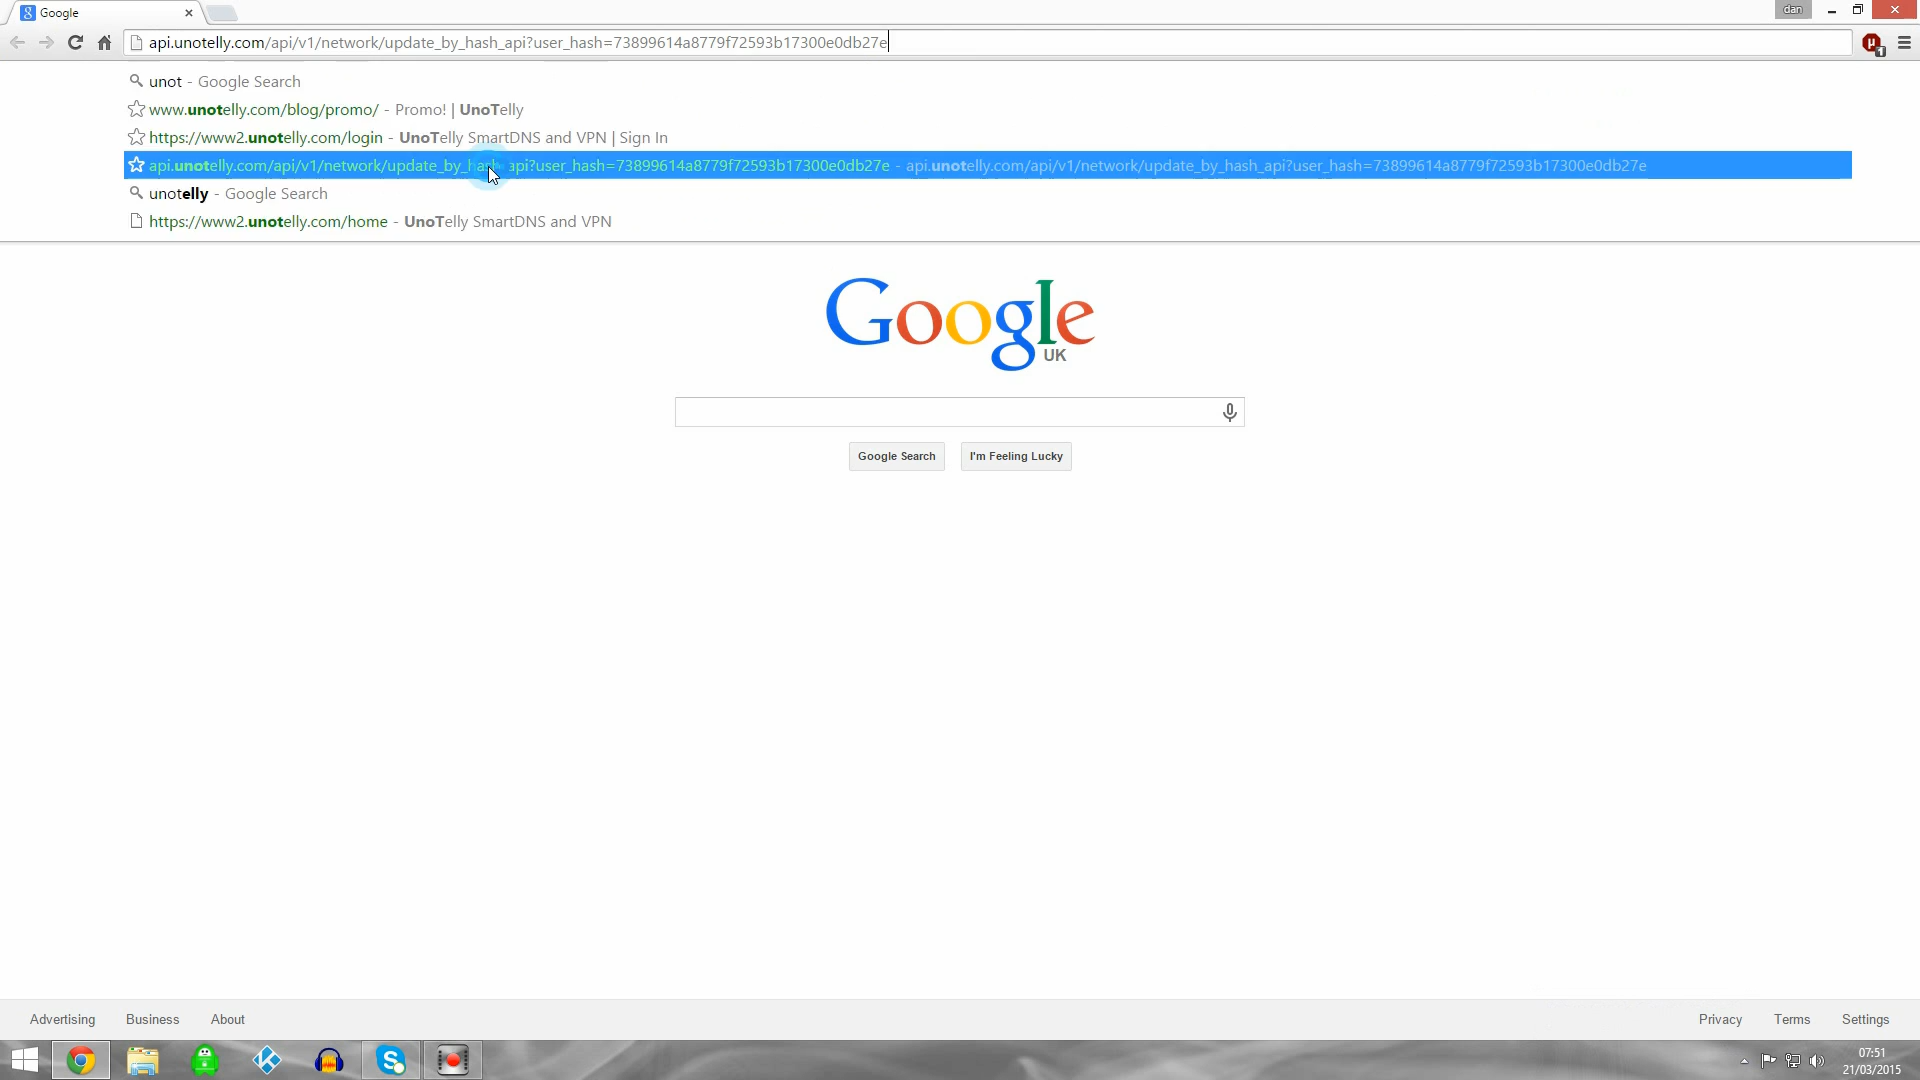 Google
dan
api.unotelly.com/api/v1/network/update_by_hash_api?user_hash=73899614a8779f72593b17300e0db27e
unot - Google Search
www.unotelly.com/blog/promo/ - Promo! | UnoTelly
https://www2.unotelly.com/login - UnoTelly SmartDNS and VPN | Sign In
api.unotelly.com/api/v1/network/update_by_hash_api?user_hash=73899614a8779f72593b17300e0db27e - api.unotelly.com/api/v1/network/update_by_hash_api?user_hash=73899614a8779f72593b17300e0db27e
unotelly - Google Search
https://www2.unotelly.com/home - UnoTelly SmartDNS and VPN
Google
UK
Google Search I'm Feeling Lucky
Advertising Business About Privacy Terms Settings
07:51
21/03/2015